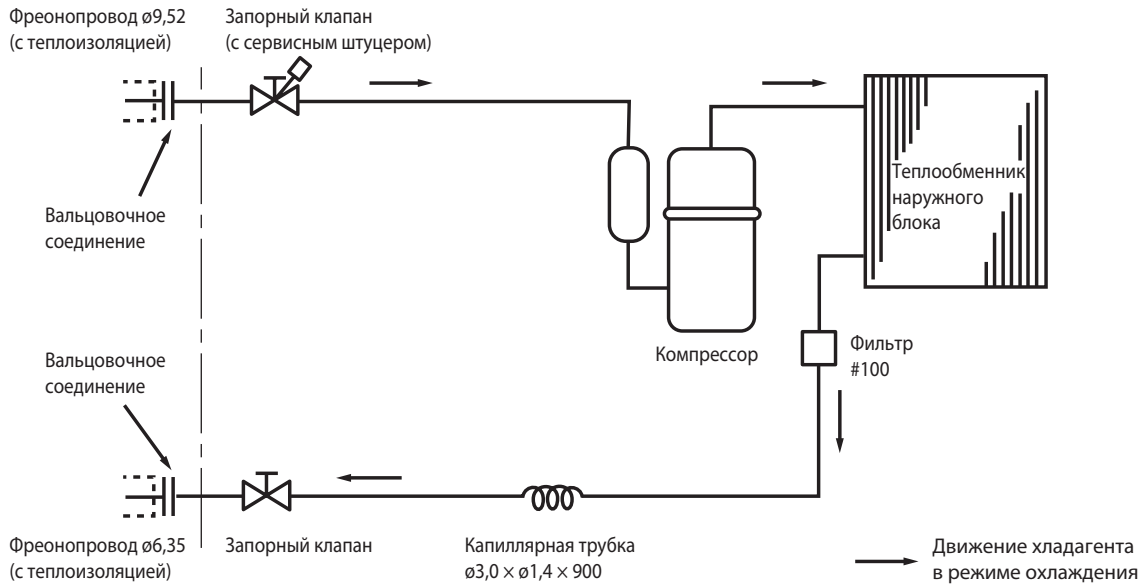 Фреонопровод ø9,52
(с теплоизоляцией)
Запорный клапан
(с сервисным штуцером)
Вальцовочное
соединение
Теплообменник
наружного
блока
Компрессор
Фильтр
#100
Вальцовочное
соединение
Фреонопровод ø6,35
(с теплоизоляцией)
Запорный клапан
Капиллярная трубка
ø3,0 × ø1,4 × 900
Движение хладагента
в режиме охлаждения